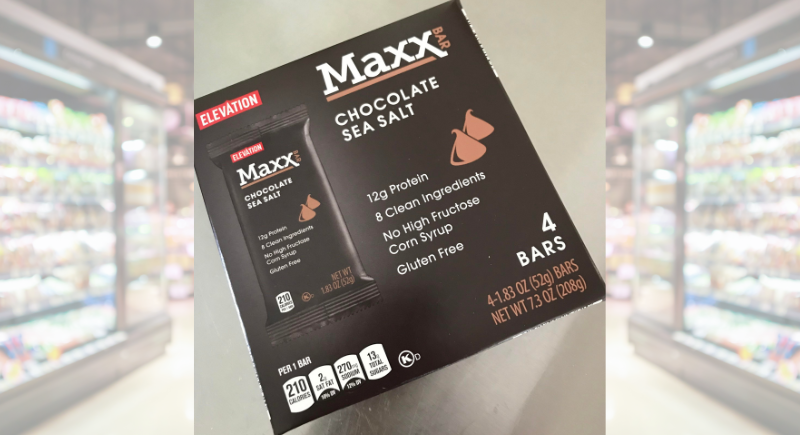 ELEVATION
Maxx BAR
CHOCOLATE
SEA SALT
12g Protein
8 Clean Ingredients
No High Fructose
Corn Syrup
Gluten Free
4
BARS
4-1.83 OZ (52g) BARS
NET WT 7.3 OZ (208g)
ELEVATION
Maxx BAR
CHOCOLATE
SEA SALT
12g Protein
8 Clean Ingredients
No High Fructose
Corn Syrup
Gluten Free
210
NET WT
1.83 OZ (52g)
PER 1 BAR
210 CALORIES
2g SAT FAT 10% DV
270mg SODIUM 12% DV
13g TOTAL SUGARS
K D